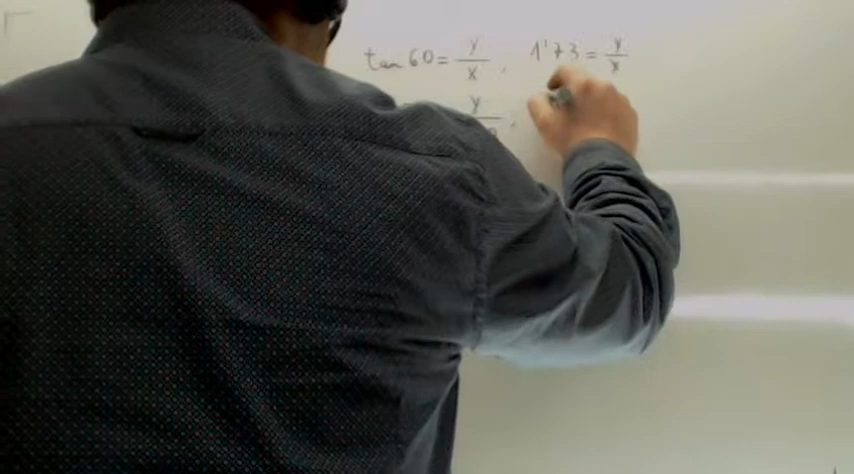 tan 60 = y/x , 1'73 = y/x
y